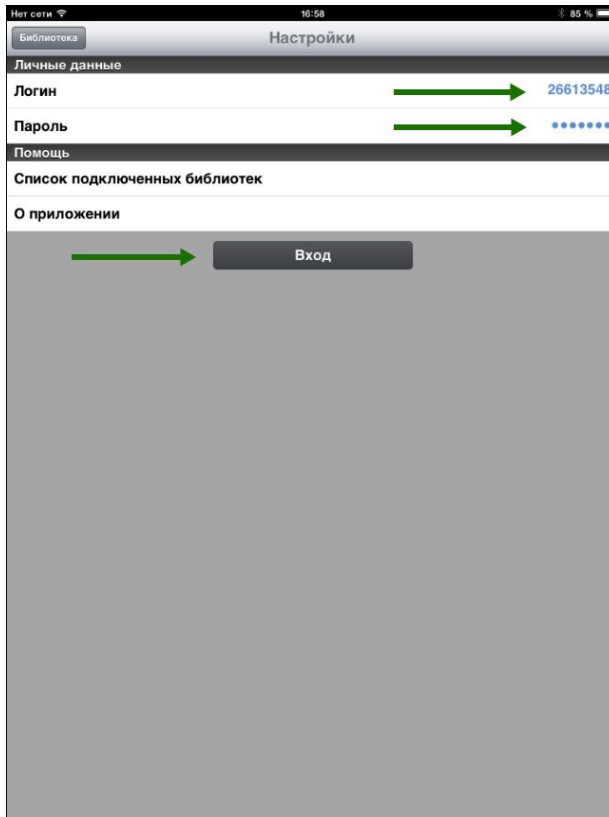 Нет сети 16:58 85 %
Библиотека Настройки
Личные данные
Логин 26613548
Пароль •••••••
Помощь
Список подключенных библиотек
О приложении
Вход